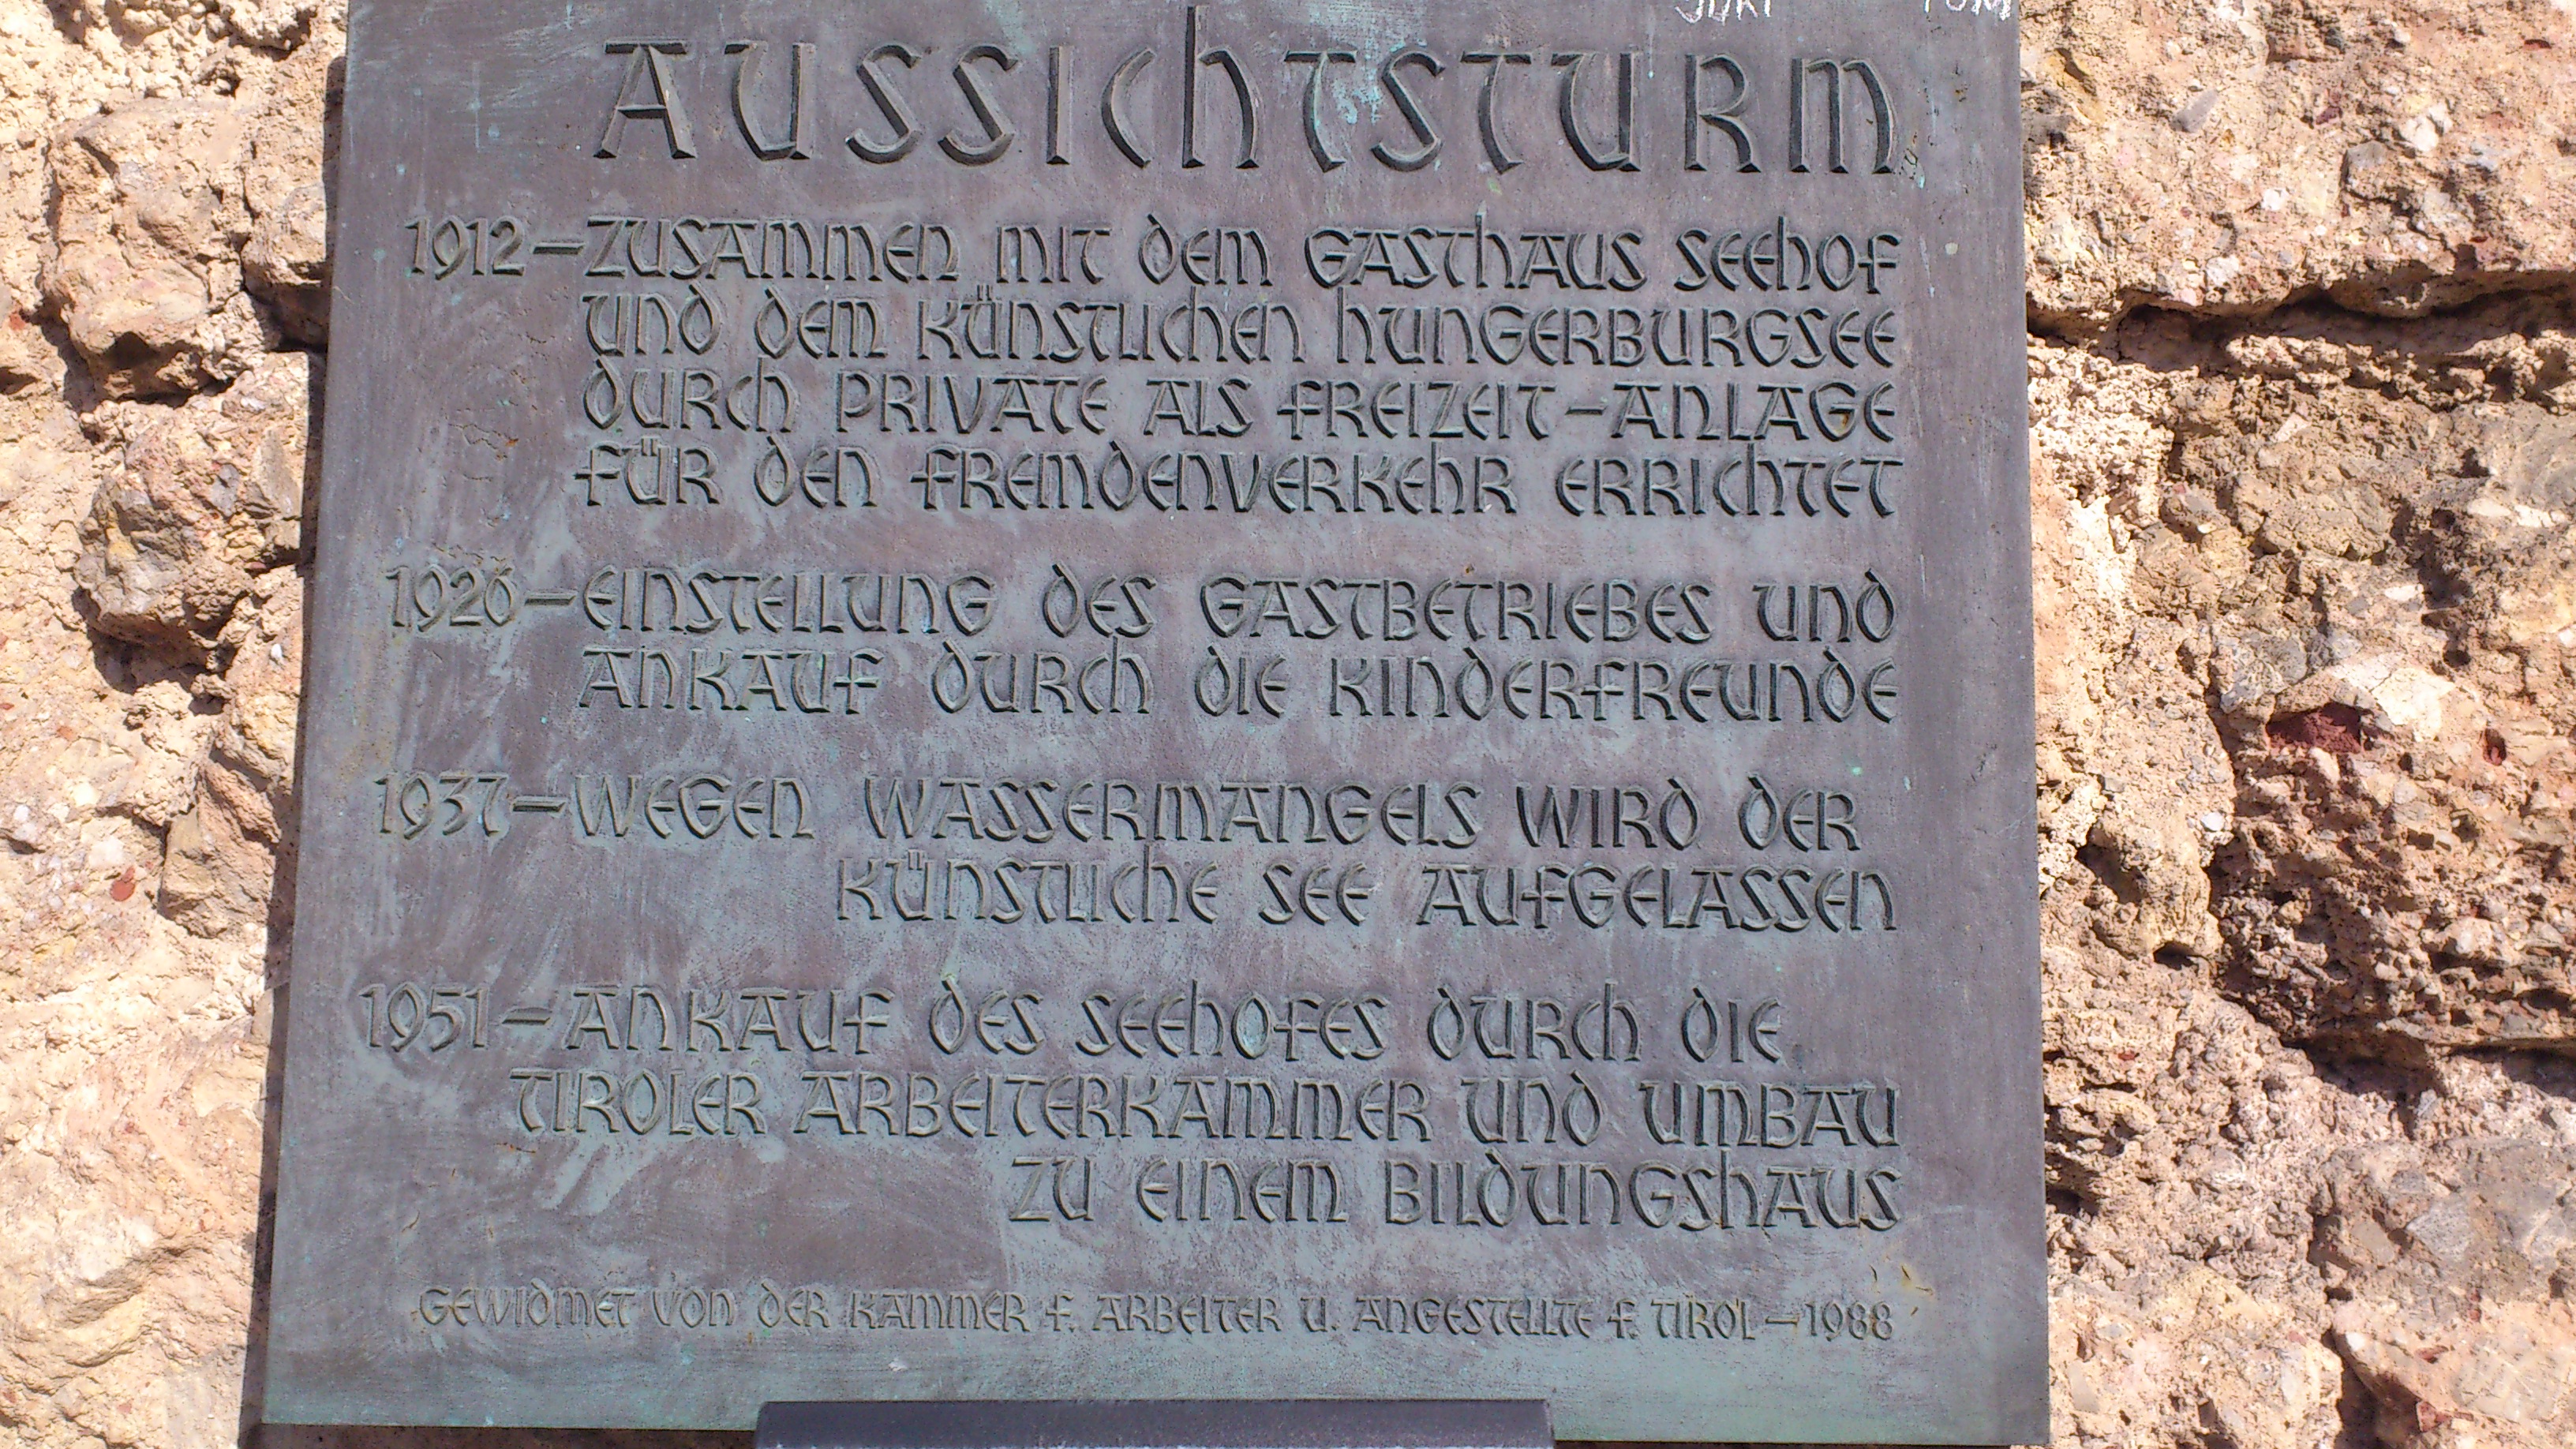 AUSSICHTSTURM
1912 – ZUSAMMEN MIT DEM GASTHAUS SEEHOF
UND DEM KÜNSTLICHEN HUNGERBURGSEE
DURCH PRIVATE ALS FREIZEIT – ANLAGE
FÜR DEN FREMDENVERKEHR ERRICHTET
1926 – EINSTELLUNG DES GASTBETRIEBES UND
ANKAUF DURCH DIE KINDERFREUNDE
1937 – WEGEN WASSERMANGELS WIRD DER
KÜNSTLICHE SEE AUFGELASSEN
1951 – ANKAUF DES SEEHOFES DURCH DIE
TIROLER ARBEITERKAMMER UND UMBAU
ZU EINEM BILDUNGSHAUS
GEWIDMET VON DER KAMMER F. ARBEITER U. ANGESTELLTE F. TIROL – 1988